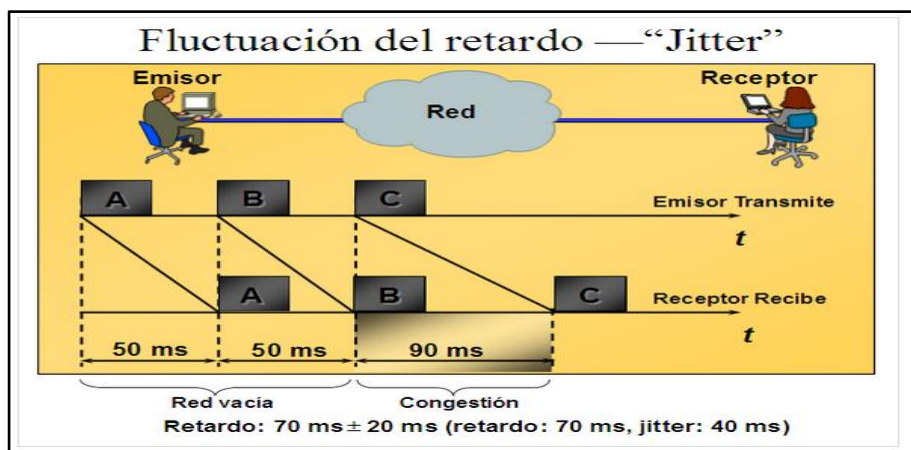 Fluctuación del retardo —“Jitter”
Emisor
Receptor
Red
A
B
C
Emisor Transmite
t
A
B
C
Receptor Recibe
t
50 ms
50 ms
90 ms
Red vacía
Congestión
Retardo: 70 ms ± 20 ms (retardo: 70 ms, jitter: 40 ms)